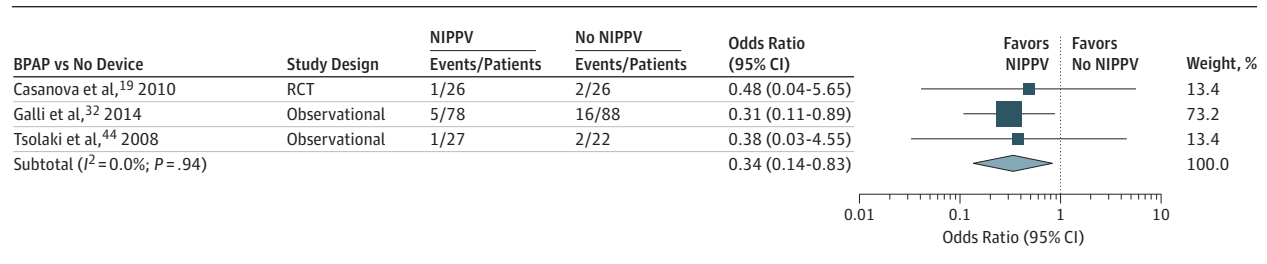 NIPPV No NIPPV Odds Ratio Favors Favors
BPAP vs No Device Study Design Events/Patients Events/Patients (95% CI) NIPPV No NIPPV Weight, %
Casanova et al,19 2010 RCT 1/26 2/26 0.48 (0.04-5.65) 13.4
Galli et al,32 2014 Observational 5/78 16/88 0.31 (0.11-0.89) 73.2
Tsolaki et al,44 2008 Observational 1/27 2/22 0.38 (0.03-4.55) 13.4
Subtotal (I2 = 0.0%; P = .94) 0.34 (0.14-0.83) 100.0
0.01 0.1 1 10
Odds Ratio (95% CI)